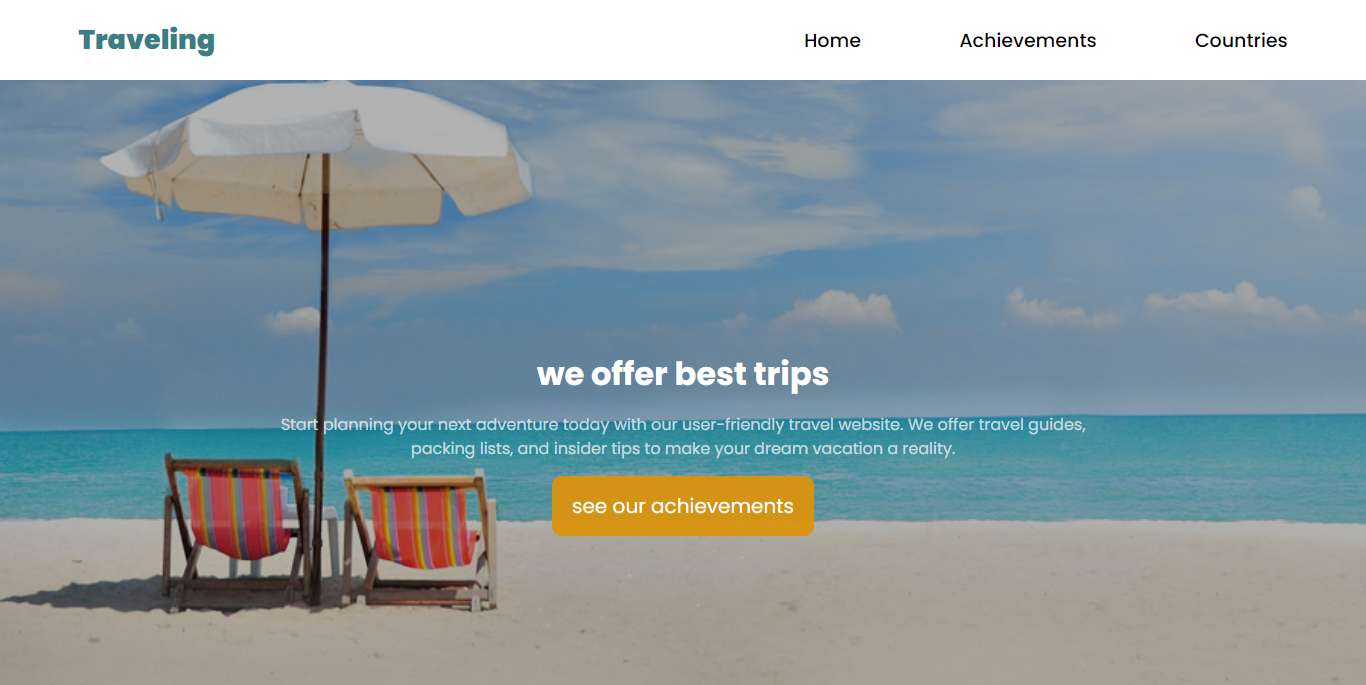 Traveling
Home
Achievements
Countries
we offer best trips
Start planning your next adventure today with our user-friendly travel website. We offer travel guides,
packing lists, and insider tips to make your dream vacation a reality.
see our achievements